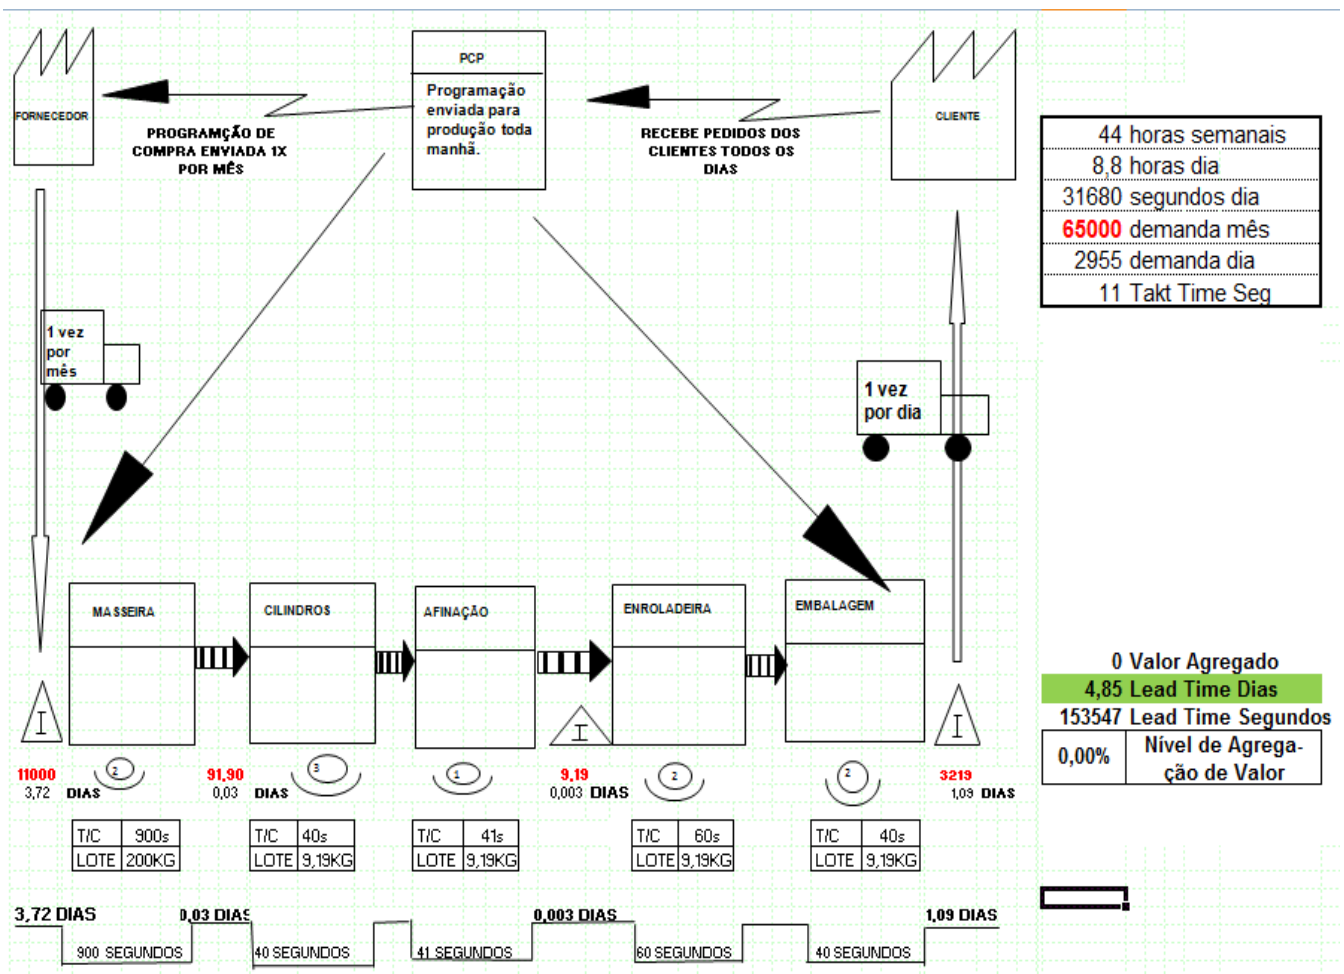 FORNECEDOR
PROGRAMÇÃO DE
COMPRA ENVIADA 1X
POR MÊS
PCP
Programação
enviada para
produção toda
manhã.
RECEBE PEDIDOS DOS
CLIENTES TODOS OS
DIAS
CLIENTE
44 horas semanais
8,8 horas dia
31680 segundos dia
65000 demanda mês
2955 demanda dia
11 Takt Time Seg
1 vez
por
mês
1 vez
por dia
MASSEIRA
CILINDROS
AFINAÇÃO
ENROLADEIRA
EMBALAGEM
I
I
I
0 Valor Agregado
4,85 Lead Time Dias
153547 Lead Time Segundos
0,00% Nível de Agrega-
ção de Valor
11000
3,72 DIAS
2
91,90
0,03 DIAS
3
1
9,19
0,003 DIAS
2
2
3219
1,09 DIAS
T/C 900s
LOTE 200KG
T/C 40s
LOTE 9,19KG
T/C 41s
LOTE 9,19KG
T/C 60s
LOTE 9,19KG
T/C 40s
LOTE 9,19KG
3,72 DIAS
900 SEGUNDOS
0,03 DIAS
40 SEGUNDOS
41 SEGUNDOS
0,003 DIAS
60 SEGUNDOS
40 SEGUNDOS
1,09 DIAS